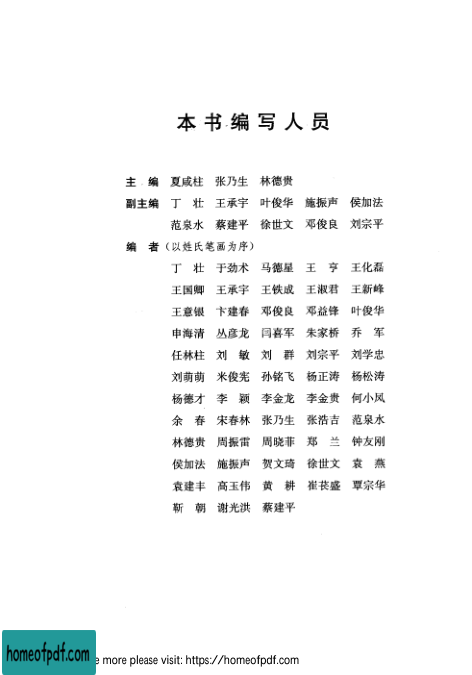 本书编写人员
主 编 夏咸柱 张乃生 林德贵
副主编 丁 壮 王承宇 叶俊华 施振声 侯加法
范泉水 蔡建平 徐世文 邓俊良 刘宗平
编 者（以姓氏笔画为序）
丁 壮 于劲术 马德星 王 亨 王化磊
王国卿 王承宇 王铁成 王淑君 王新峰
王意银 卞建春 邓俊良 邓益锋 叶俊华
申海清 丛彦龙 闫喜军 朱家桥 乔 军
任林柱 刘 敏 刘 群 刘宗平 刘学忠
刘萌萌 米俊宪 孙铭飞 杨正涛 杨松涛
杨德才 李 颖 李金龙 李金贵 何小凤
余 春 宋春林 张乃生 张浩吉 范泉水
林德贵 周振雷 周晓菲 郑 兰 钟友刚
侯加法 施振声 贺文琦 徐世文 袁 燕
袁建丰 高玉伟 黄 耕 崔苌盛 覃宗华
靳 朝 谢光洪 蔡建平
homeofpdf.com
e more please visit: https://homeofpdf.com